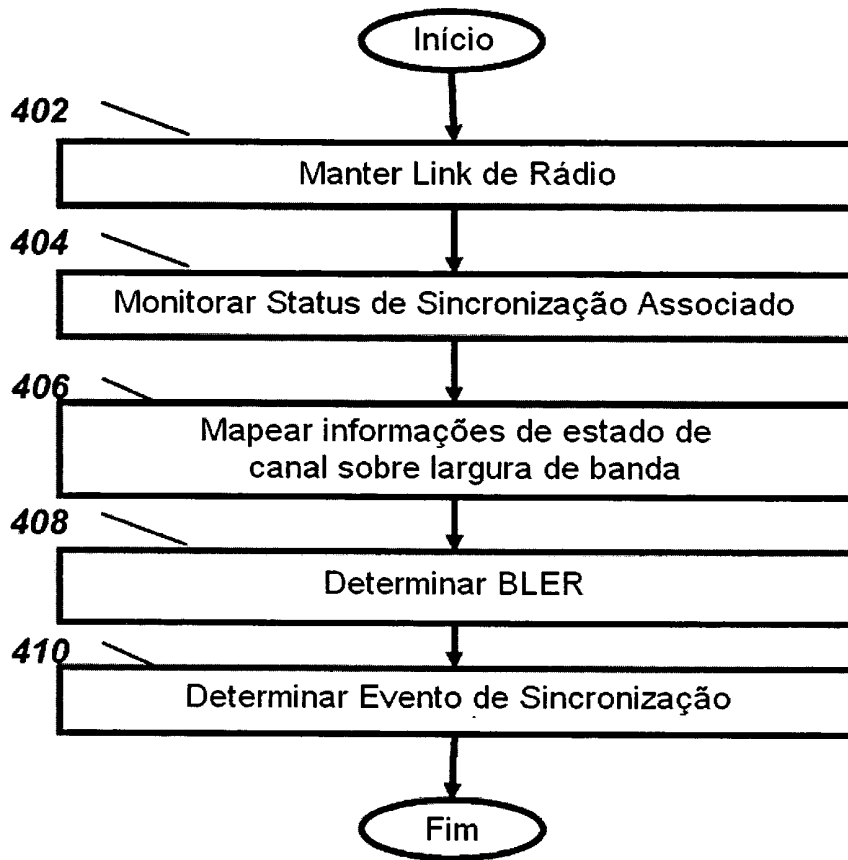 Início
402
Manter Link de Rádio
404
Monitorar Status de Sincronização Associado
406
Mapear informações de estado de
canal sobre largura de banda
408
Determinar BLER
410
Determinar Evento de Sincronização
Fim